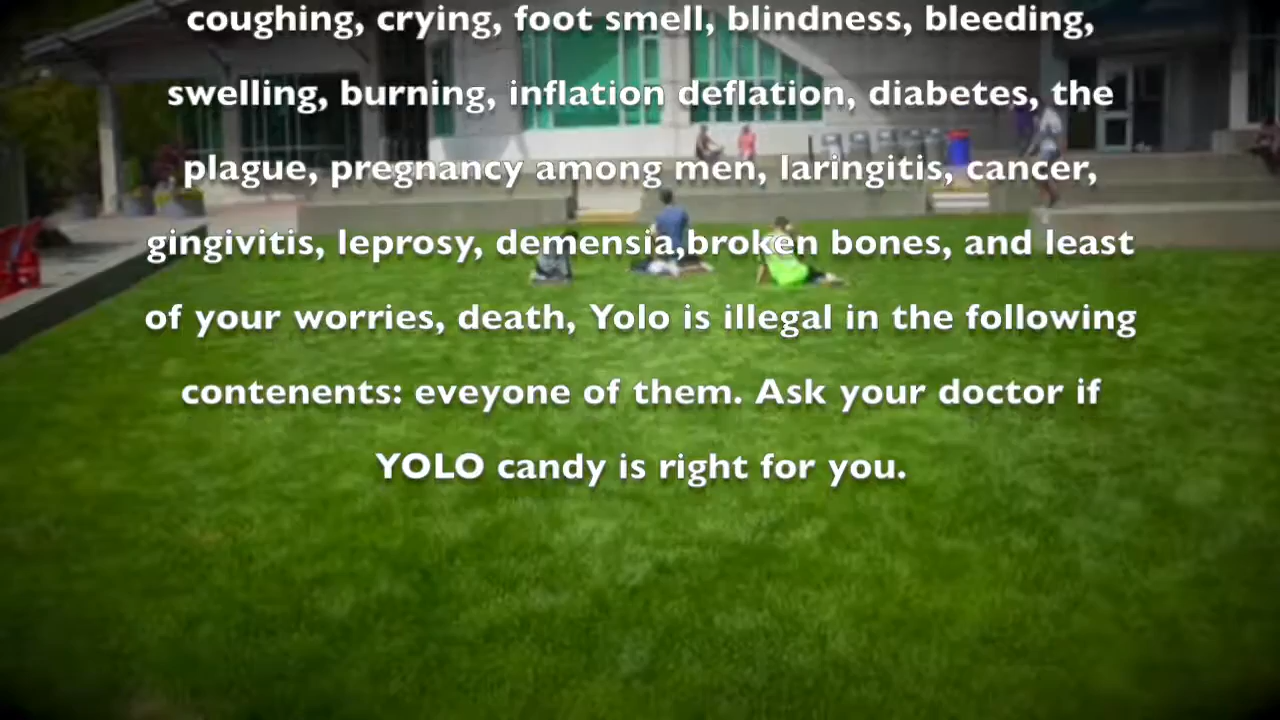 coughing, crying, foot smell, blindness, bleeding,
swelling, burning, inflation deflation, diabetes, the
plague, pregnancy among men, laringitis, cancer,
gingivitis, leprosy, demensia,broken bones, and least
of your worries, death, Yolo is illegal in the following
contenents: eveyone of them. Ask your doctor if
YOLO candy is right for you.